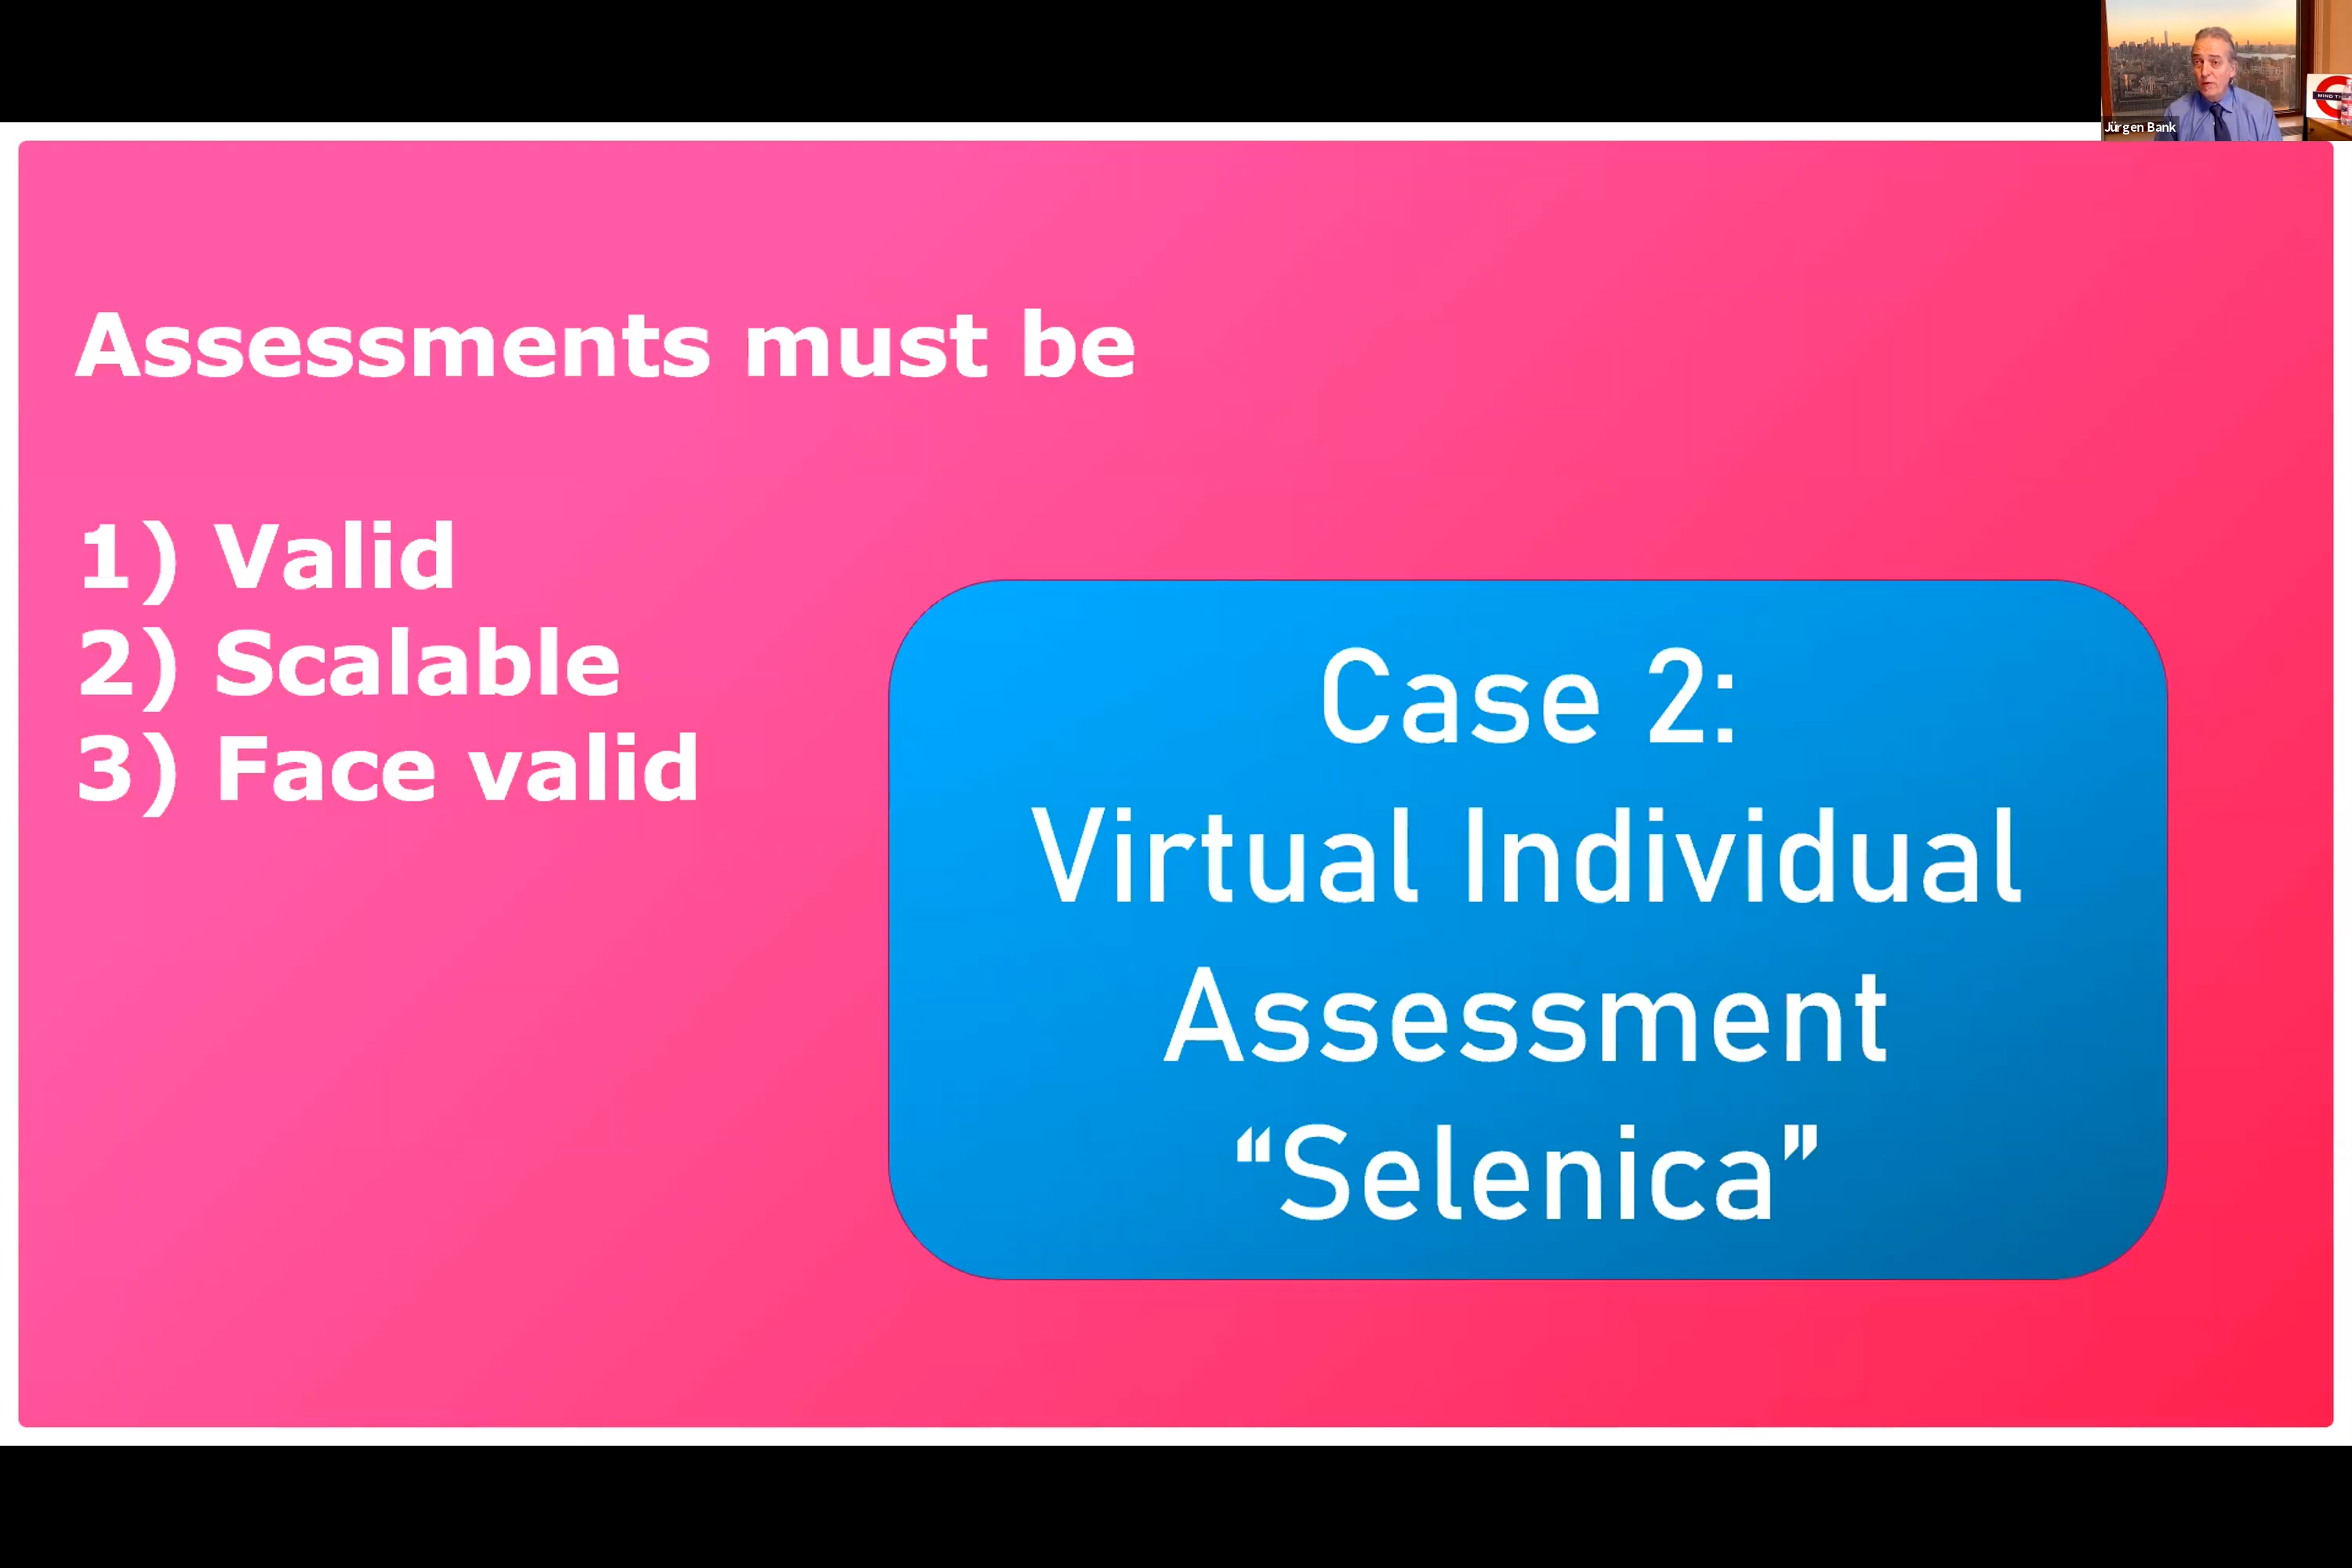 Jürgen Bank
Assessments must be
1) Valid
2) Scalable
3) Face valid
Case 2:
Virtual Individual
Assessment
“Selenica”